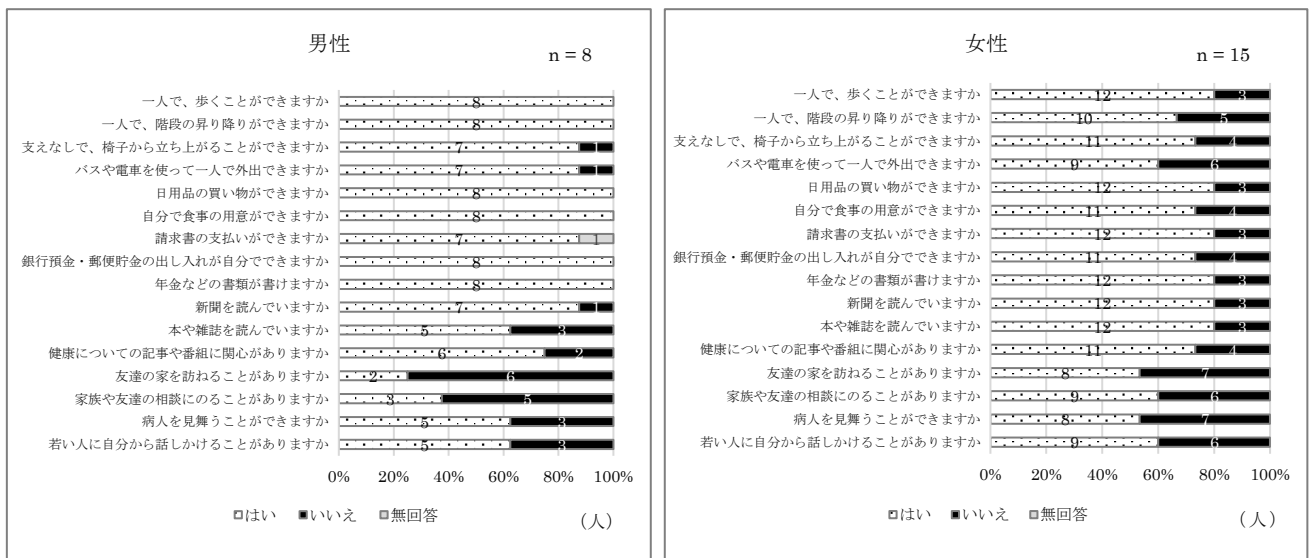 男性
n = 8
一人で、歩くことができますか 8
一人で、階段の昇り降りができますか 8
支えなしで、椅子から立ち上がることができますか 7 1
バスや電車を使って一人で外出できますか 7 1
日用品の買い物ができますか 8
自分で食事の用意ができますか 8
請求書の支払いができますか 7 1
銀行預金・郵便貯金の出し入れが自分でできますか 8
年金などの書類が書けますか 8
新聞を読んでいますか 7 1
本や雑誌を読んでいますか 5 3
健康についての記事や番組に関心がありますか 6 2
友達の家を訪ねることがありますか 2 6
家族や友達の相談にのることがありますか 3 5
病人を見舞うことができますか 5 3
若い人に自分から話しかけることがありますか 5 3
0% 20% 40% 60% 80% 100%
はい いいえ 無回答 （人）
女性
n = 15
一人で、歩くことができますか 12 3
一人で、階段の昇り降りができますか 10 5
支えなしで、椅子から立ち上がることができますか 11 4
バスや電車を使って一人で外出できますか 9 6
日用品の買い物ができますか 12 3
自分で食事の用意ができますか 11 4
請求書の支払いができますか 12 3
銀行預金・郵便貯金の出し入れが自分でできますか 11 4
年金などの書類が書けますか 12 3
新聞を読んでいますか 12 3
本や雑誌を読んでいますか 12 3
健康についての記事や番組に関心がありますか 11 4
友達の家を訪ねることがありますか 8 7
家族や友達の相談にのることがありますか 9 6
病人を見舞うことができますか 8 7
若い人に自分から話しかけることがありますか 9 6
0% 20% 40% 60% 80% 100%
はい いいえ 無回答 （人）